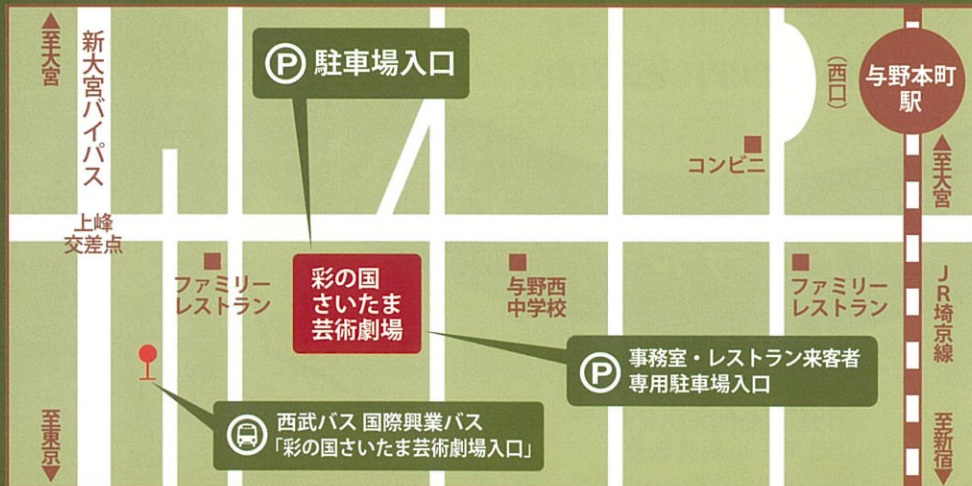 至大宮
新大宮バイパス
Ⓟ 駐車場入口
(西口)
与野本町
駅
コンビニ
至大宮
上峰
交差点
ファミリー
レストラン
彩の国
さいたま
芸術劇場
与野西
中学校
ファミリー
レストラン
JR埼京線
Ⓟ 事務室・レストラン来客者
専用駐車場入口
西武バス 国際興業バス
「彩の国さいたま芸術劇場入口」
至東京
至新宿